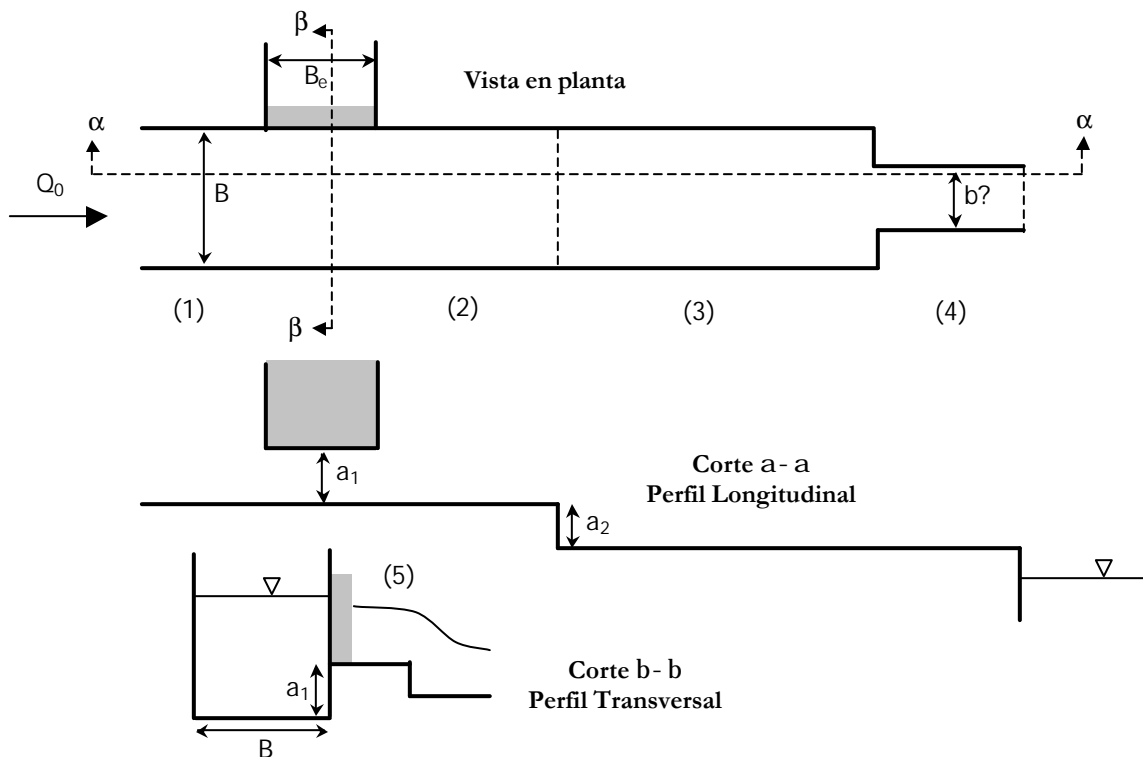 β
Bₑ
Vista en planta
α
α
Q₀
B
b?
(1)
β
(2)
(3)
(4)
a₁
Corte a - a
Perfil Longitudinal
a₂
(5)
a₁
Corte b - b
Perfil Transversal
B